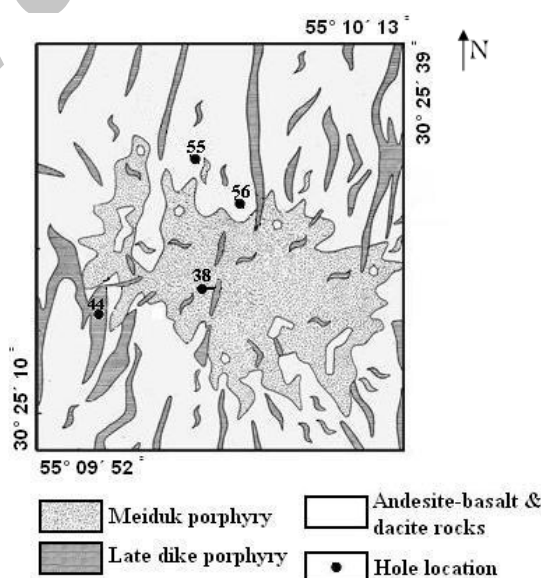 55° 10´ 13 ̎
N
30° 25´ 39 ̎
55
56
38
44
30° 25´ 10 ̎
55° 09´ 52 ̎
Meiduk porphyry
Andesite-basalt &
dacite rocks
Late dike porphyry
Hole location